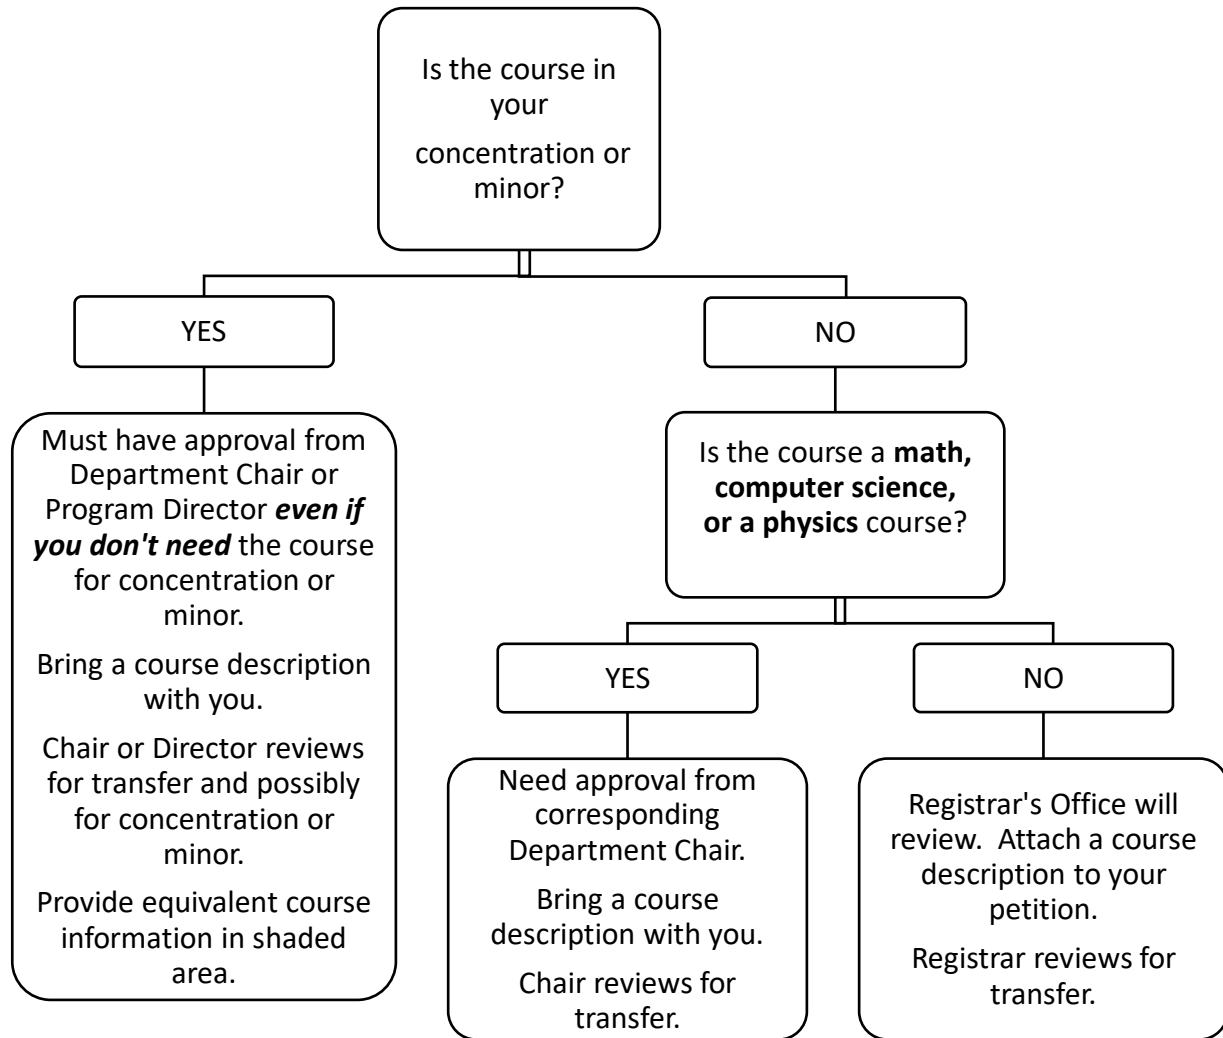 Is the course in
your
concentration or
minor?
YES
NO
Must have approval from
Department Chair or
Program Director even if
you don't need the course
for concentration or
minor.
Bring a course description
with you.
Chair or Director reviews
for transfer and possibly
for concentration or
minor.
Provide equivalent course
information in shaded
area.
Is the course a math,
computer science,
or a physics course?
YES
NO
Need approval from
corresponding
Department Chair.
Bring a course
description with you.
Chair reviews for
transfer.
Registrar's Office will
review.  Attach a course
description to your
petition.
Registrar reviews for
transfer.